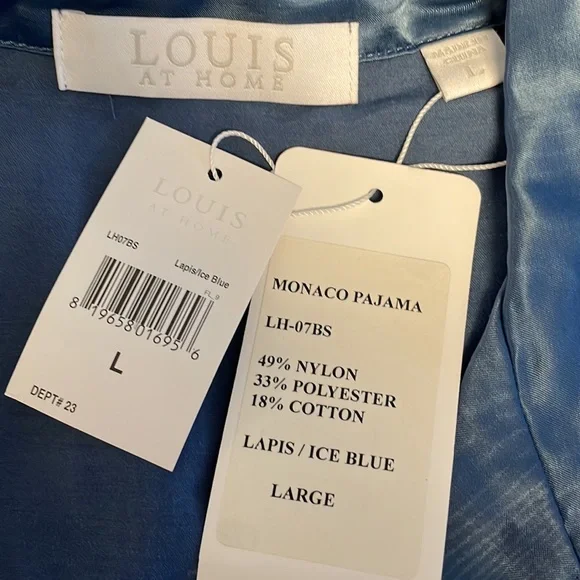 LOUIS
AT HOME
L
LOUIS
AT HOME
LH07BS
Lapis/Ice Blue
PL_9
8 19658 01695 6
L
DEPT# 23
MONACO PAJAMA
LH-07BS
49% NYLON
33% POLYESTER
18% COTTON
LAPIS / ICE BLUE
LARGE